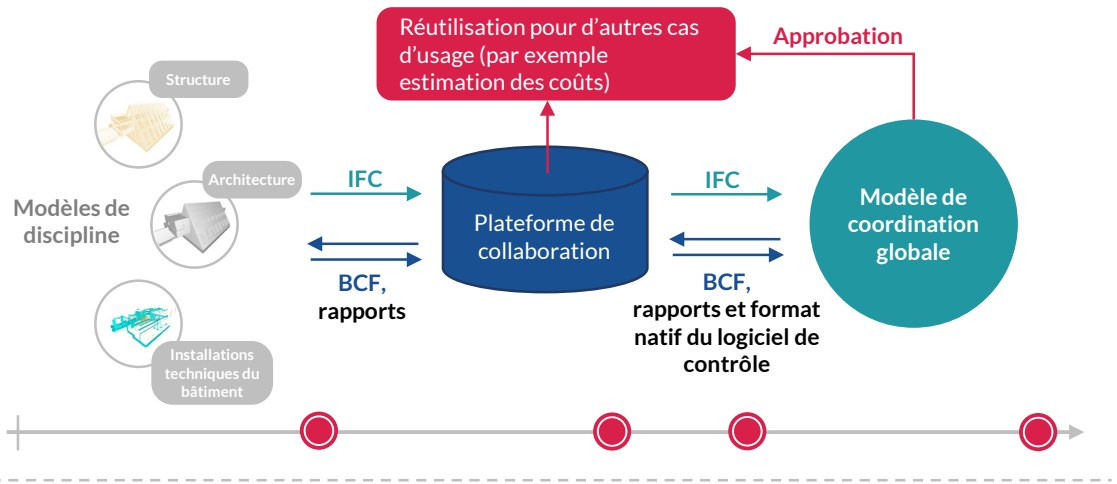 Réutilisation pour d'autres cas
d'usage (par exemple
estimation des coûts)
Approbation
Structure
Architecture
Modèles de
discipline
Installations
techniques du
bâtiment
IFC
BCF,
rapports
Plateforme de
collaboration
IFC
BCF,
rapports et format
natif du logiciel de
contrôle
Modèle de
coordination
globale